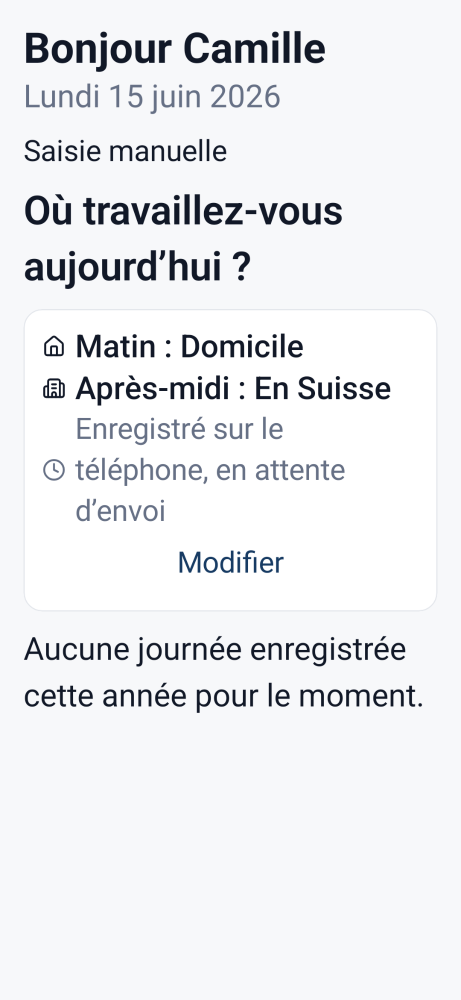 Bonjour Camille
Lundi 15 juin 2026
Saisie manuelle
Où travaillez-vous
aujourd’hui ?
Matin : Domicile
Après-midi : En Suisse
Enregistré sur le
téléphone, en attente
d’envoi
Modifier
Aucune journée enregistrée
cette année pour le moment.